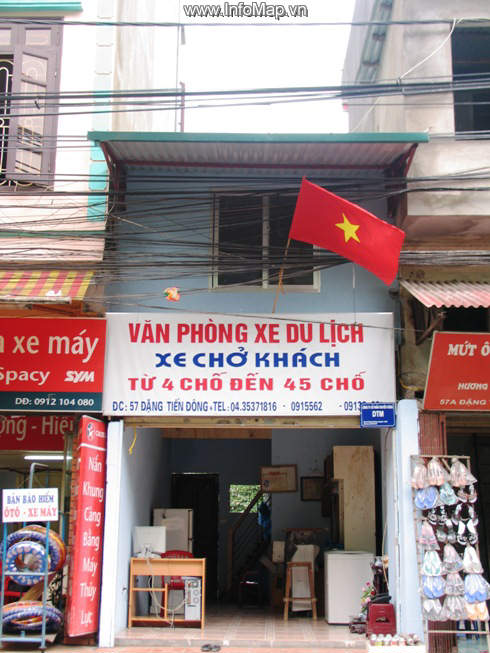 www.InfoMap.vn
VĂN PHÒNG XE DU LỊCH
XE CHỞ KHÁCH
TỪ 4 CHỖ ĐẾN 45 CHỖ
DC: 57 ĐẶNG TIẾN ĐÔNG TEL: 04.35371816 - 0915562
DTM
xe máy
Spacy SYM
DĐ: 0912 104 080
BÁN BẢO HIỂM
ÔTÔ - XE MÁY
Nắn
Khung
Càng
Bằng
Máy
Thủy
Lực
MỨT Ô
HƯƠNG
57A ĐẶNG